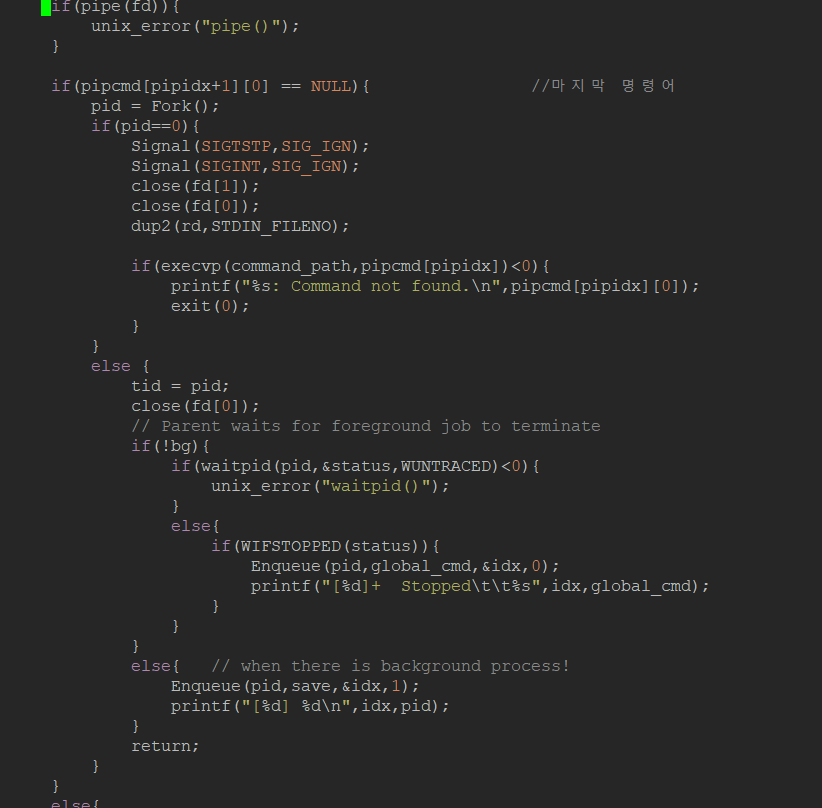 if(pipe(fd)){
unix_error("pipe()");
}
if(pipcmd[pipidx+1][0] == NULL){ //마지막 명령어
pid = Fork();
if(pid==0){
Signal(SIGTSTP,SIG_IGN);
Signal(SIGINT,SIG_IGN);
close(fd[1]);
close(fd[0]);
dup2(rd,STDIN_FILENO);
if(execvp(command_path,pipcmd[pipidx])<0){
printf("%s: Command not found.\n",pipcmd[pipidx][0]);
exit(0);
}
}
else {
tid = pid;
close(fd[0]);
// Parent waits for foreground job to terminate
if(!bg){
if(waitpid(pid,&status,WUNTRACED)<0){
unix_error("waitpid()");
}
else{
if(WIFSTOPPED(status)){
Enqueue(pid,global_cmd,&idx,0);
printf("[%d]+  Stopped\t\t%s",idx,global_cmd);
}
}
}
else{   // when there is background process!
Enqueue(pid,save,&idx,1);
printf("[%d] %d\n",idx,pid);
}
return;
}
}
else{